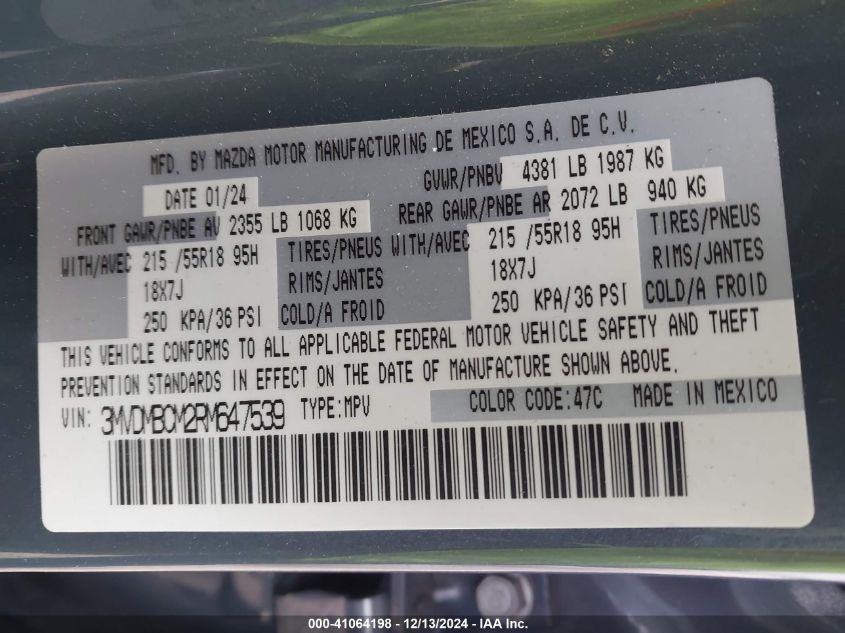 MFD. BY MAZDA MOTOR MANUFACTURING DE MEXICO S.A. DE C.V.
DATE 01/24 GVWR/PNBV 4381 LB 1987 KG
FRONT GAWR/PNBE AV 2355 LB 1068 KG REAR GAWR/PNBE AR 2072 LB 940 KG
WITH/AVEC 215 /55R18 95H TIRES/PNEUS WITH/AVEC 215 /55R18 95H TIRES/PNEUS
18X7J RIMS/JANTES 18X7J RIMS/JANTES
250 KPA/36 PSI COLD/A FROID 250 KPA/36 PSI COLD/A FROID
THIS VEHICLE CONFORMS TO ALL APPLICABLE FEDERAL MOTOR VEHICLE SAFETY AND THEFT
PREVENTION STANDARDS IN EFFECT ON THE DATE OF MANUFACTURE SHOWN ABOVE.
VIN: 3MVDMBCM2RM647539 TYPE:MPV COLOR CODE:47C MADE IN MEXICO
000-41064198 - 12/13/2024 - IAAI.com